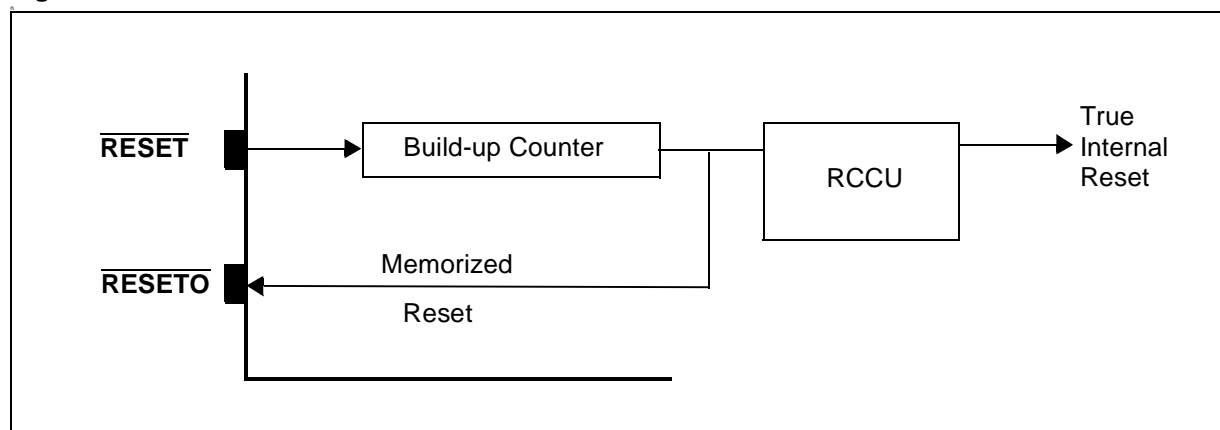 RESET
Build-up Counter
RCCU
True
Internal
Reset
RESETO
Memorized
Reset